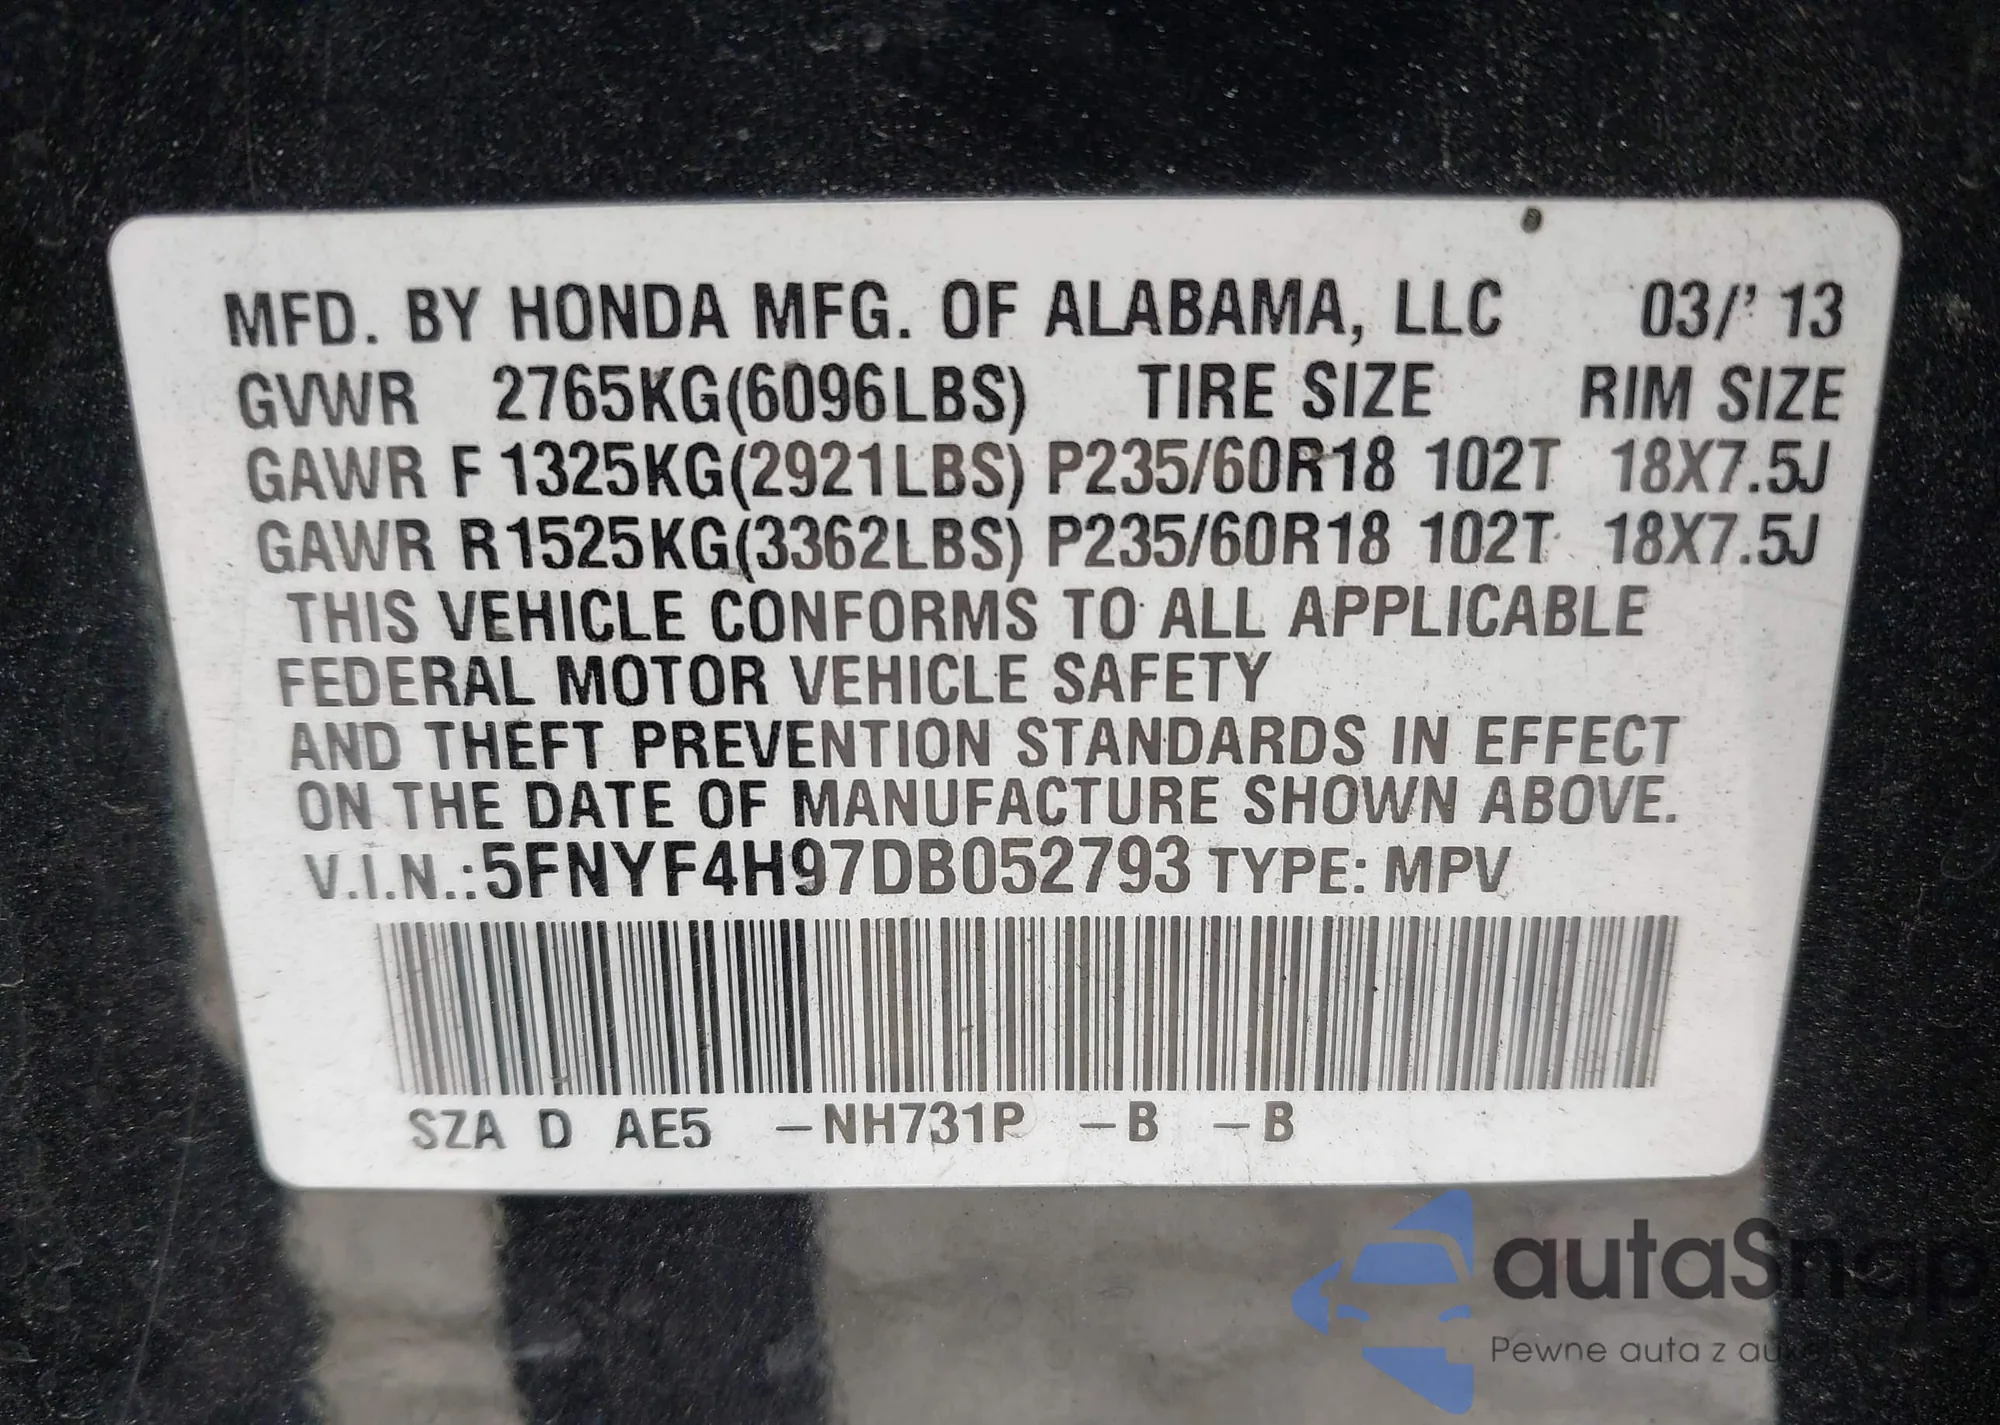 MFD. BY HONDA MFG. OF ALABAMA, LLC 03/' 13
GVWR 2765KG(6096LBS) TIRE SIZE RIM SIZE
GAWR F 1325KG(2921LBS) P235/60R18 102T 18X7.5J
GAWR R1525KG(3362LBS) P235/60R18 102T 18X7.5J
THIS VEHICLE CONFORMS TO ALL APPLICABLE
FEDERAL MOTOR VEHICLE SAFETY
AND THEFT PREVENTION STANDARDS IN EFFECT
ON THE DATE OF MANUFACTURE SHOWN ABOVE.
V.I.N.:5FNYF4H97DB052793 TYPE: MPV
SZA D AE5 –NH731P –B –B
autaSnap
Pewne auta z